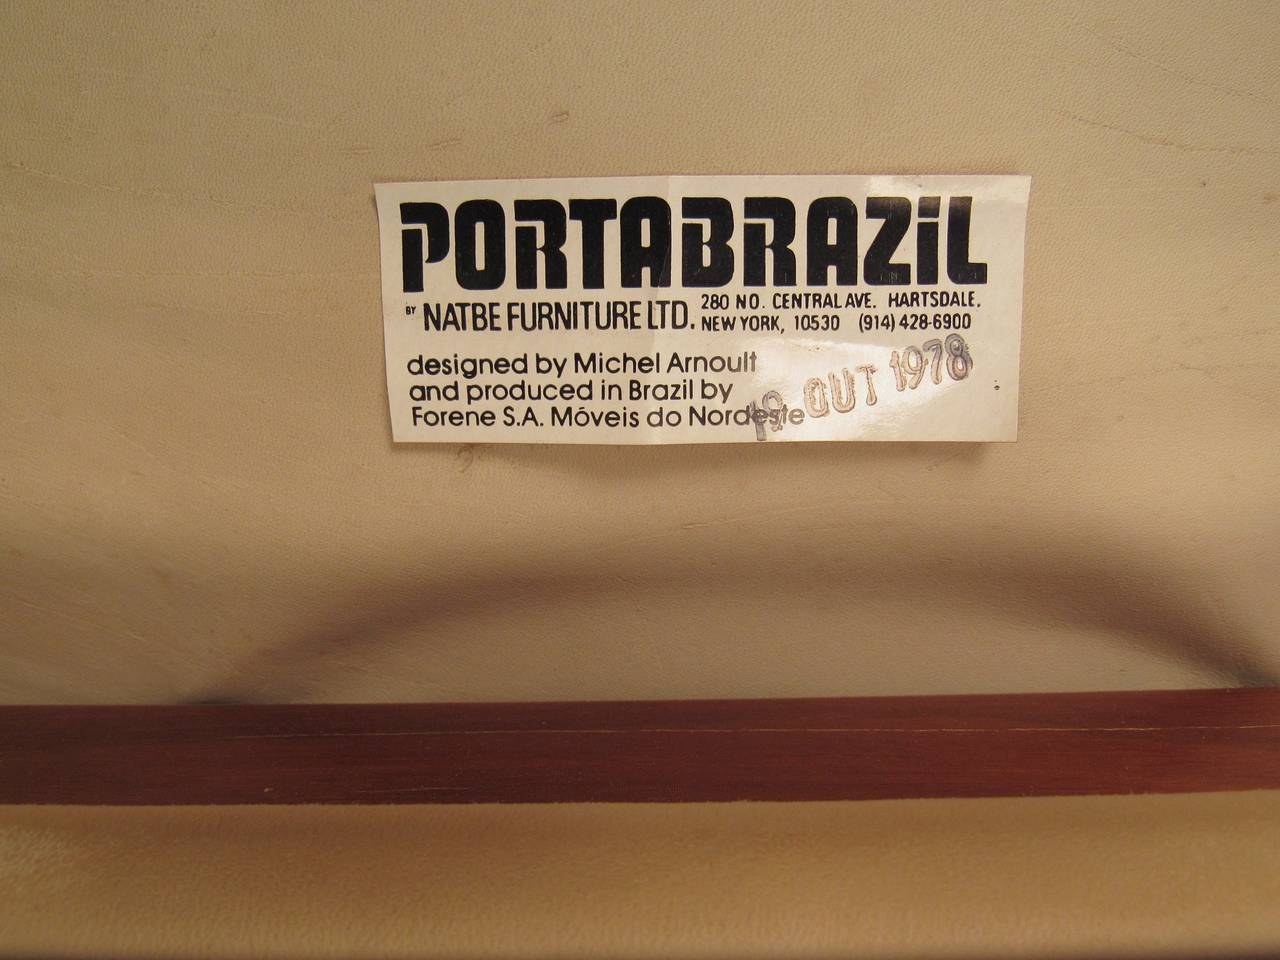 PORTABRAZiL
BY NATBE FURNITURE LTD. 280 NO. CENTRAL AVE. HARTSDALE,
NEW YORK, 10530 (914) 428-6900
designed by Michel Arnoult
and produced in Brazil by
Forene S.A. Móveis do Nordeste
OUT 1978